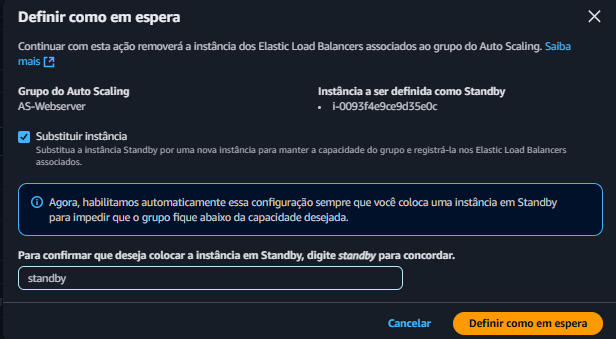 Definir como em espera
Continuar com esta ação removerá a instância dos Elastic Load Balancers associados ao grupo do Auto Scaling. Saiba
mais
Grupo do Auto Scaling
AS-Webserver
Instância a ser definida como Standby
• i-0093f4e9ce9d35e0c
Substituir instância
Substitua a instância Standby por uma nova instância para manter a capacidade do grupo e registrá-la nos Elastic Load Balancers
associados.
Agora, habilitamos automaticamente essa configuração sempre que você coloca uma instância em Standby
para impedir que o grupo fique abaixo da capacidade desejada.
Para confirmar que deseja colocar a instância em Standby, digite standby para concordar.
standby
Cancelar
Definir como em espera